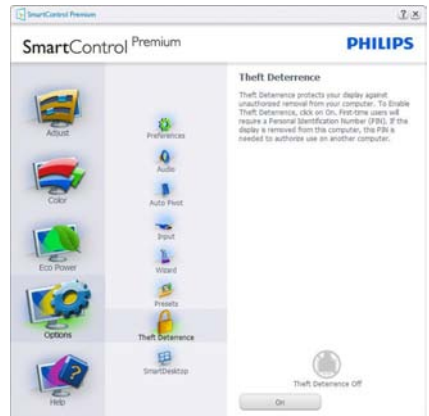 SmartControl Premium
SmartControl Premium
PHILIPS
Adjust
Color
Eco Power
Options
Help
Preferences
Audio
Auto Pivot
Input
Wizard
Presets
Theft Deterrence
SmartDesktop
Theft Deterrence
Theft Deterrence protects your display against
unauthorized removal from your computer. To Enable
Theft Deterrence, click on On. First-time users will
require a Personal Identification Number (PIN). If the
display is removed from this computer, this PIN is
needed to authorize use on another computer.
Theft Deterrence Off
On